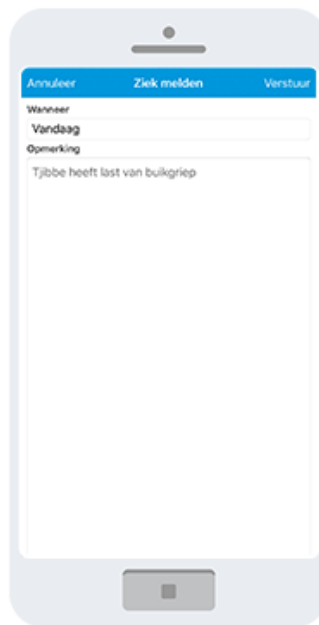 Annuleer Ziek melden Verstuur
Wanneer
Vandaag
Opmerking
Tjibbe heeft last van buikgriep